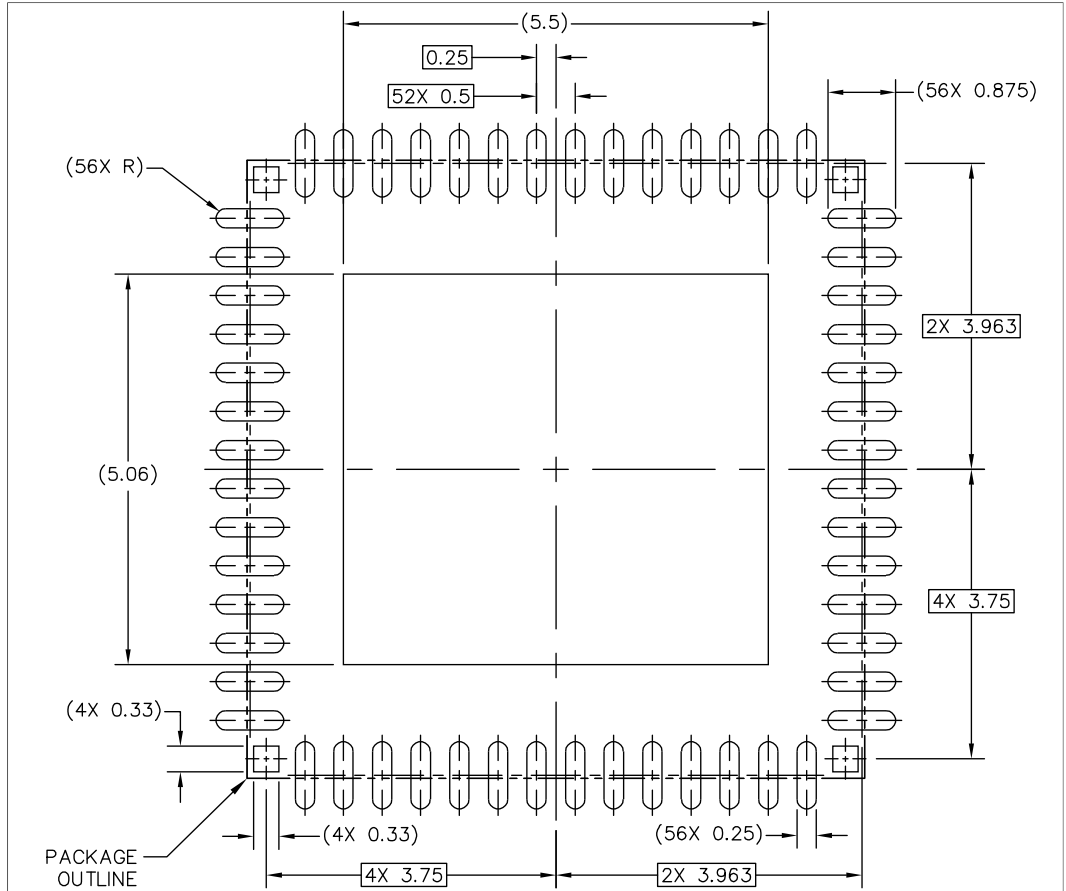 (5.5)
0.25
52X 0.5
(56X 0.875)
(56X R)
2X 3.963
(5.06)
4X 3.75
(4X 0.33)
(4X 0.33)
(56X 0.25)
PACKAGE
OUTLINE
4X 3.75
2X 3.963